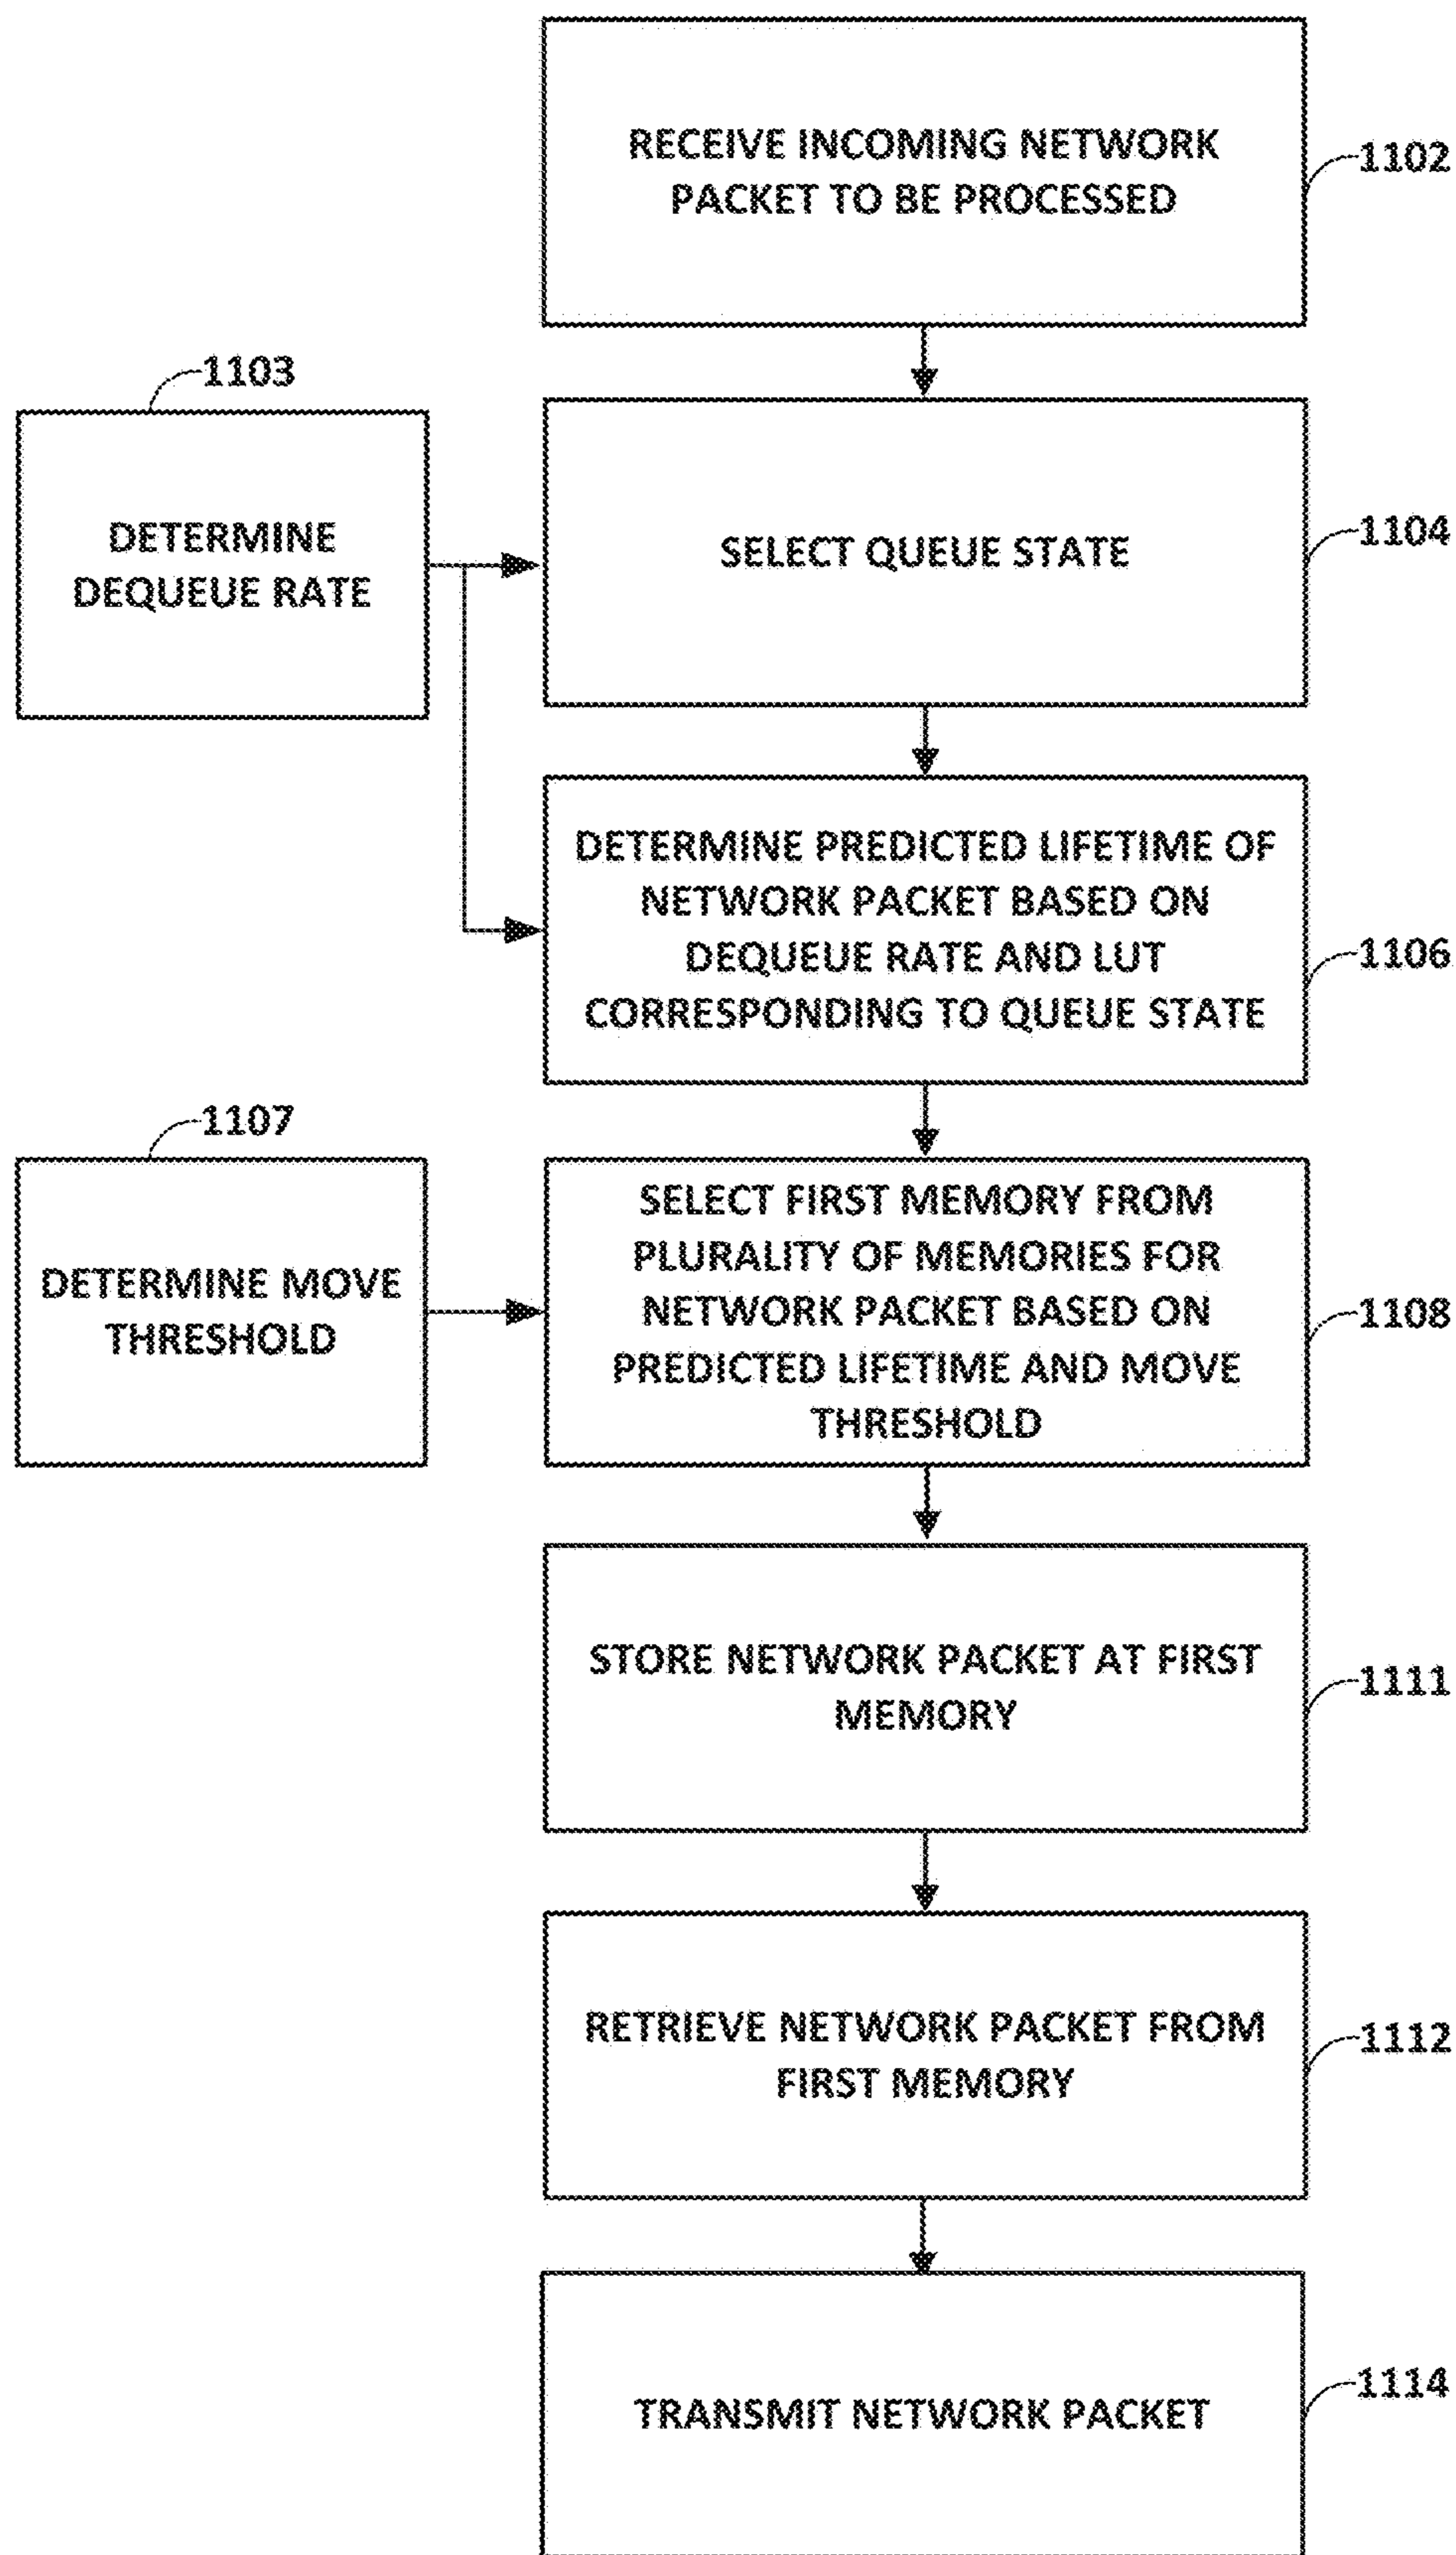 RECEIVE INCOMING NETWORK
PACKET TO BE PROCESSED
1102
1103
DETERMINE
DEQUEUE RATE
SELECT QUEUE STATE
1104
DETERMINE PREDICTED LIFETIME OF
NETWORK PACKET BASED ON
DEQUEUE RATE AND LUT
CORRESPONDING TO QUEUE STATE
1106
1107
DETERMINE MOVE
THRESHOLD
SELECT FIRST MEMORY FROM
PLURALITY OF MEMORIES FOR
NETWORK PACKET BASED ON
PREDICTED LIFETIME AND MOVE
THRESHOLD
1108
STORE NETWORK PACKET AT FIRST
MEMORY
1111
RETRIEVE NETWORK PACKET FROM
FIRST MEMORY
1112
TRANSMIT NETWORK PACKET
1114